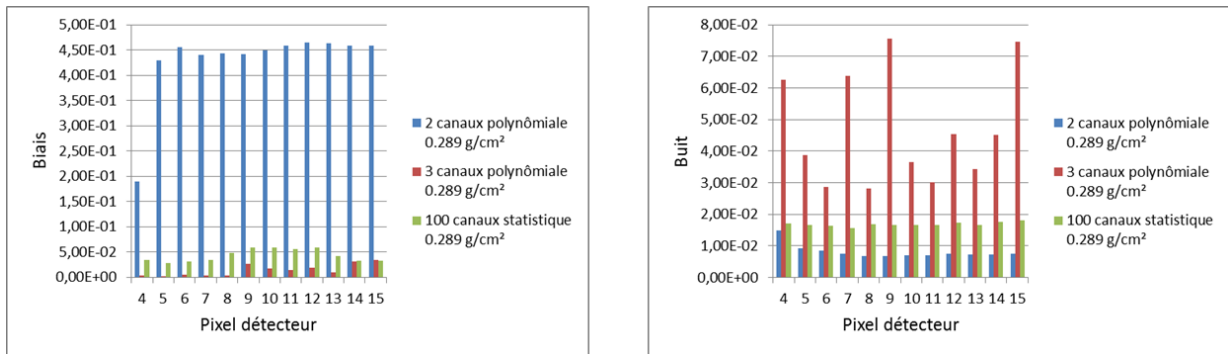 5,00E-01
4,50E-01
4,00E-01
3,50E-01
3,00E-01
2,50E-01
2,00E-01
1,50E-01
1,00E-01
5,00E-02
0,00E+00
Biais
4 5 6 7 8 9 10 11 12 13 14 15
Pixel détecteur
2 canaux polynômiale
0.289 g/cm²
3 canaux polynômiale
0.289 g/cm²
100 canaux statistique
0.289 g/cm²
8,00E-02
7,00E-02
6,00E-02
5,00E-02
4,00E-02
3,00E-02
2,00E-02
1,00E-02
0,00E+00
Buit
4 5 6 7 8 9 10 11 12 13 14 15
Pixel détecteur
2 canaux polynômiale
0.289 g/cm²
3 canaux polynômiale
0.289 g/cm²
100 canaux statistique
0.289 g/cm²